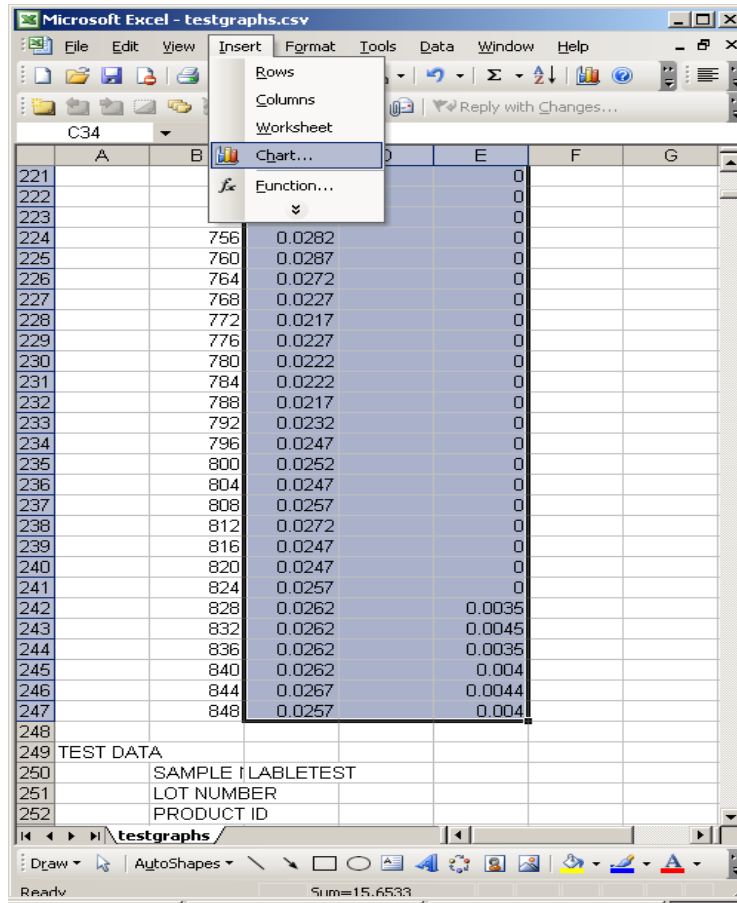 Microsoft Excel - testgraphs.csv
File Edit View Insert Format Tools Data Window Help
Rows
Columns
Worksheet
Chart...
Function...
Reply with Changes...
C34
A B D E F G
221 0
222 0
223 0
224 756 0.0282 0
225 760 0.0287 0
226 764 0.0272 0
227 768 0.0227 0
228 772 0.0217 0
229 776 0.0227 0
230 780 0.0222 0
231 784 0.0222 0
232 788 0.0217 0
233 792 0.0232 0
234 796 0.0247 0
235 800 0.0252 0
236 804 0.0247 0
237 808 0.0257 0
238 812 0.0272 0
239 816 0.0247 0
240 820 0.0247 0
241 824 0.0257 0
242 828 0.0262 0.0035
243 832 0.0262 0.0045
244 836 0.0262 0.0035
245 840 0.0262 0.004
246 844 0.0267 0.0044
247 848 0.0257 0.004
248
249 TEST DATA
250 SAMPLE LABLETEST
251 LOT NUMBER
252 PRODUCT ID
testgraphs
Draw AutoShapes
Ready Sum=15.6533